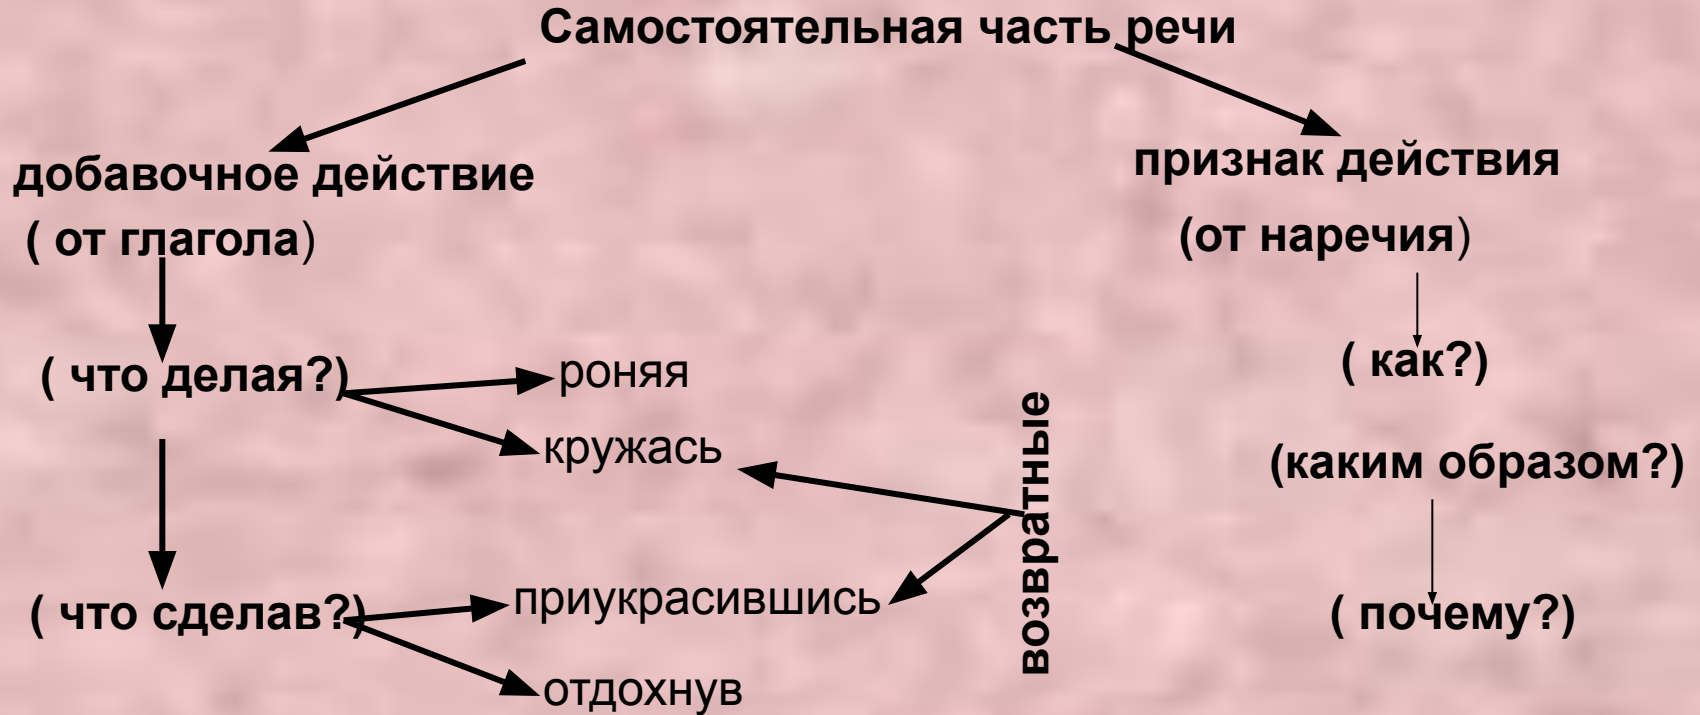 Самостоятельная часть речи
добавочное действие
( от глагола)
( что делая?)
роняя
кружась
( что сделав?)
приукрасившись
отдохнув
возвратные
признак действия
(от наречия)
( как?)
(каким образом?)
( почему?)